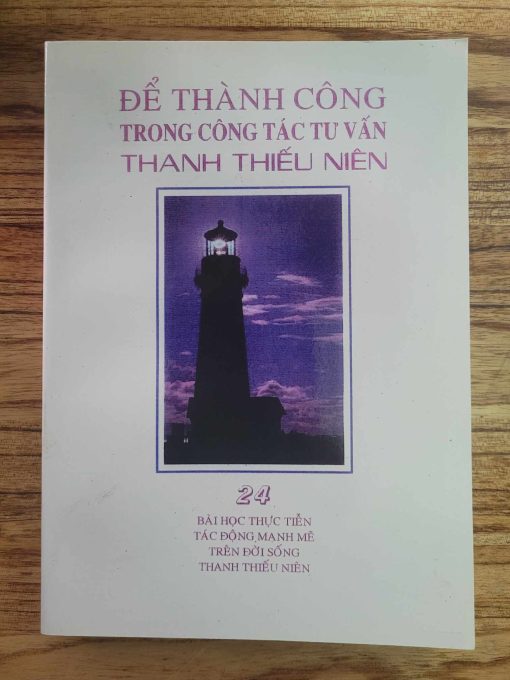 ĐỂ THÀNH CÔNG
TRONG CÔNG TÁC TƯ VẤN
THANH THIẾU NIÊN
24
BÀI HỌC THỰC TIỄN
TÁC ĐỘNG MANH MẼ
TRÊN ĐỜI SỐNG
THANH THIẾU NIÊN